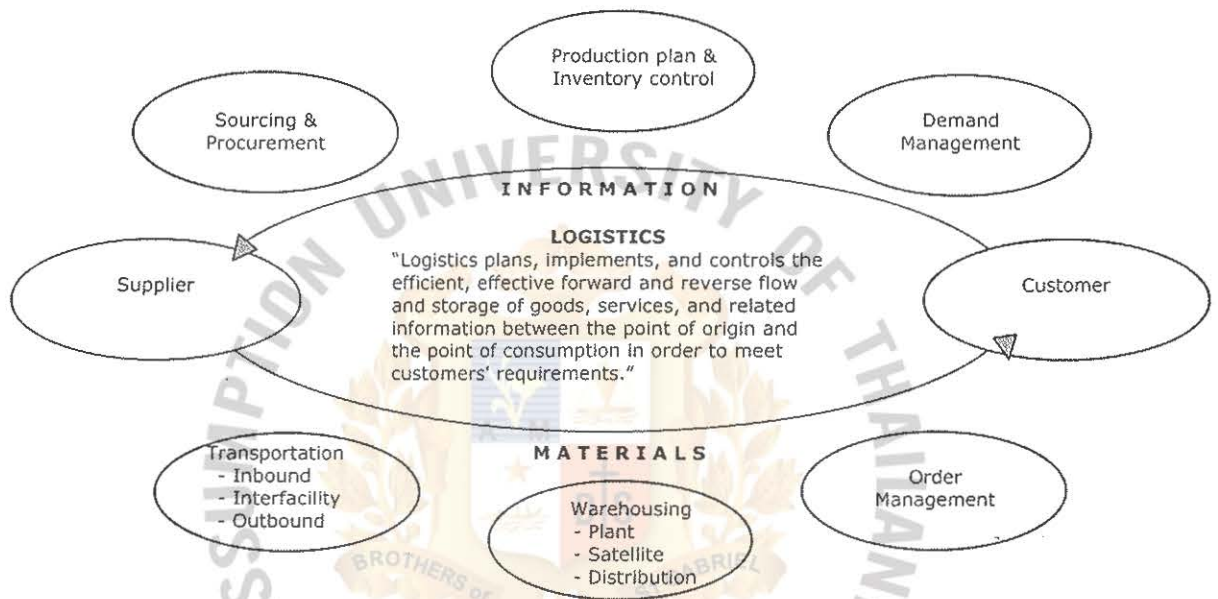 Production plan &
Inventory control
Sourcing &
Procurement
Demand
Management
INFORMATION
LOGISTICS
"Logistics plans, implements, and controls the
efficient, effective forward and reverse flow
and storage of goods, services, and related
information between the point of origin and
the point of consumption in order to meet
customers' requirements."
Supplier
Customer
MATERIALS
Transportation
- Inbound
- Interfacility
- Outbound
Warehousing
- Plant
- Satellite
- Distribution
Order
Management
UNIVERSITY OF
A M
D S
BROTHERS of
GABRIEL